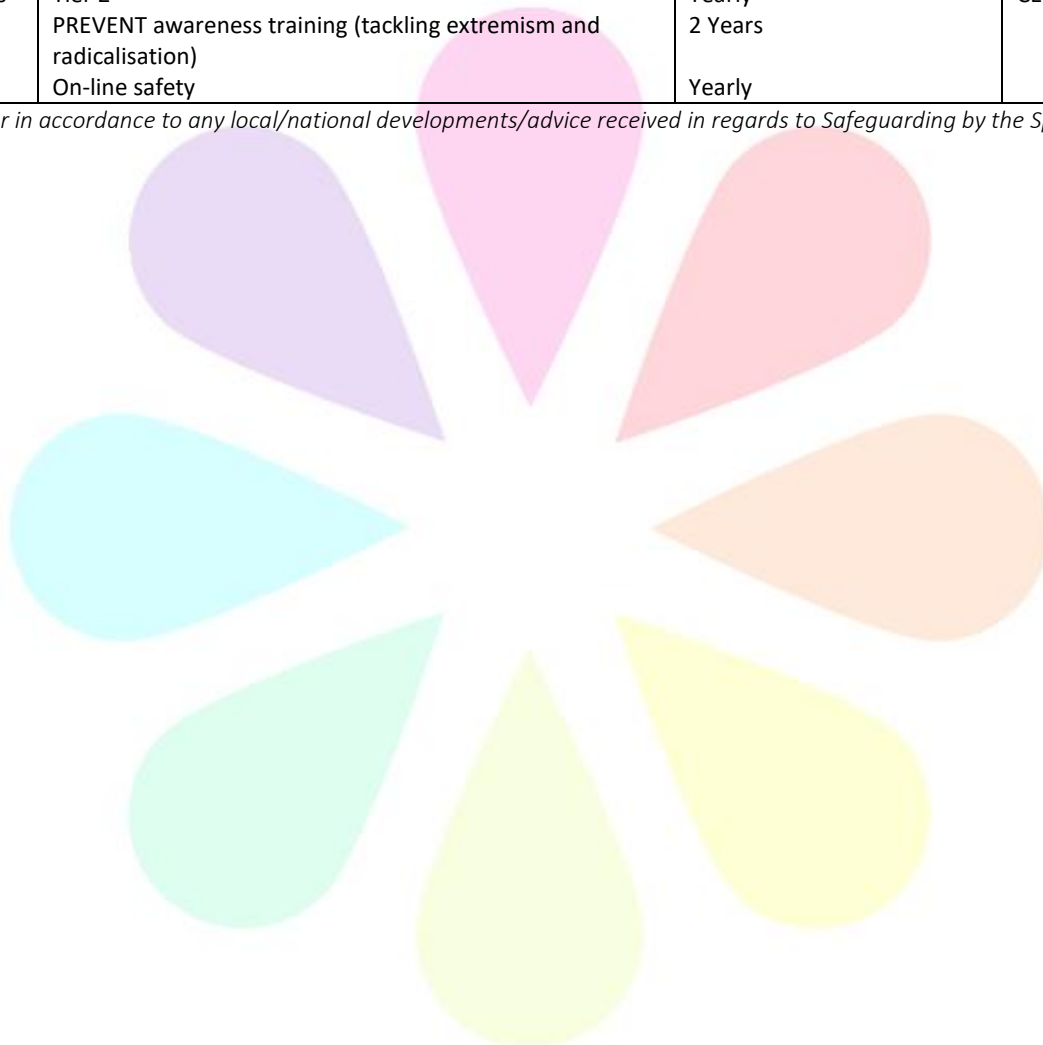 PREVENT awareness training (tackling extremism and 2 Years
radicalisation)
On-line safety Yearly
r in accordance to any local/national developments/advice received in regards to Safeguarding by the